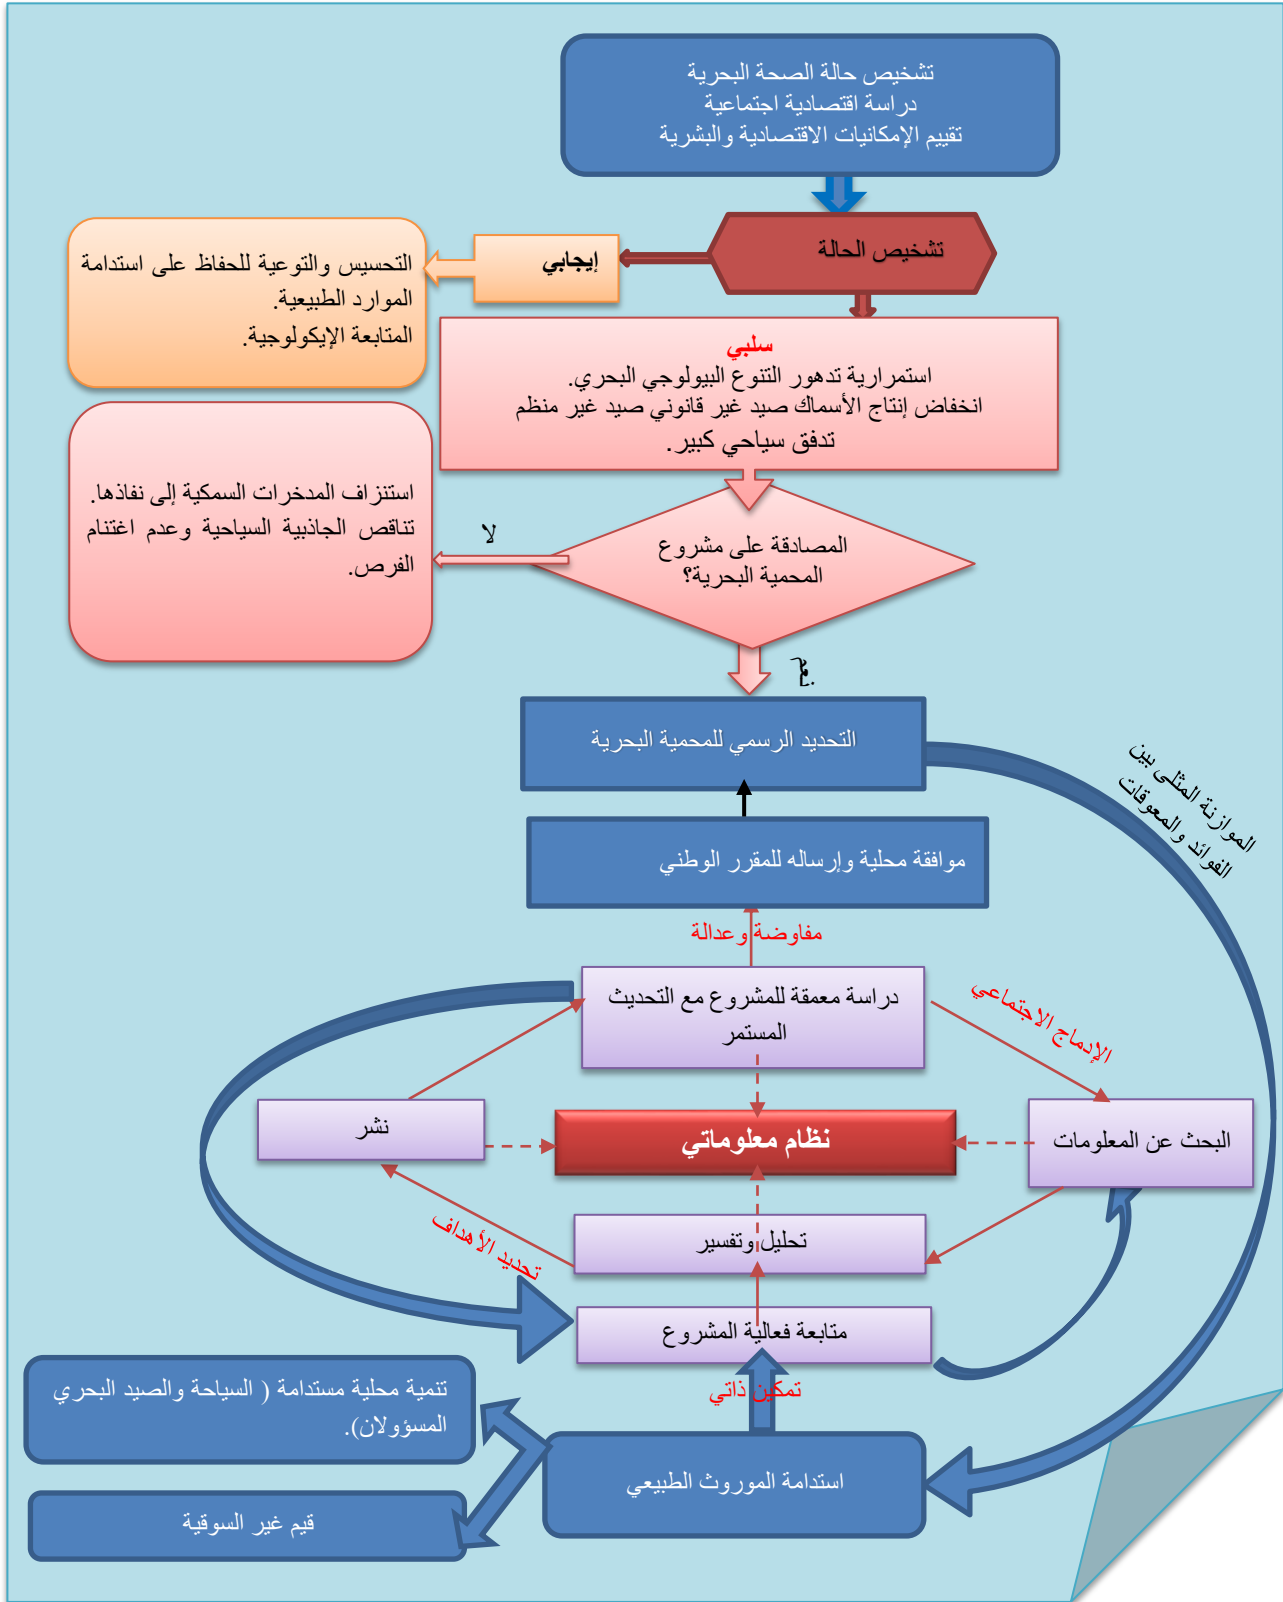 تشخيص حالة الصحة البحرية
دراسة اقتصادية اجتماعية
تقييم الإمكانيات الاقتصادية والبشرية
تشخيص الحالة
إيجابي
التحسيس والتوعية للحفاظ على استدامة
الموارد الطبيعية.
المتابعة الإيكولوجية.
سلبي
استمرارية تدهور التنوع البيولوجي البحري.
انخفاض إنتاج الأسماك صيد غير قانوني صيد غير منظم
تدفق سياحي كبير.
استنزاف المدخرات السمكية إلى نفاذها.
تناقص الجاذبية السياحية وعدم اغتنام
الفرص.
لا
المصادقة على مشروع
المحمية البحرية؟
نعم
التحديد الرسمي للمحمية البحرية
الموازنة المثلى بين
الفوائد والمعوقات
موافقة محلية وإرساله للمقرر الوطني
مفاوضة وعدالة
دراسة معمقة للمشروع مع التحديث
المستمر
الإدماج الاجتماعي
نشر
نظام معلوماتي
البحث عن المعلومات
تحليل وتفسير
تحديد الأهداف
متابعة فعالية المشروع
تمكين ذاتي
تنمية محلية مستدامة ( السياحة والصيد البحري
المسؤولان).
استدامة الموروث الطبيعي
قيم غير السوقية